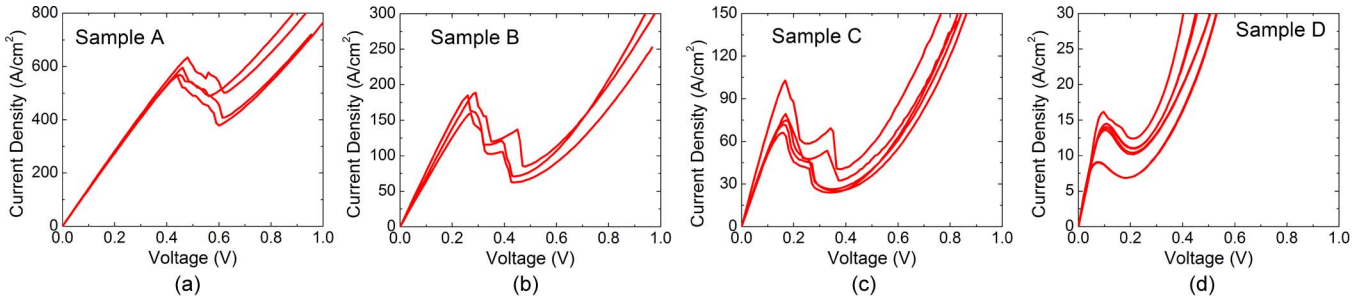 Sample A
Current Density (A/cm²)
800
600
400
200
0
0.0 0.2 0.4 0.6 0.8 1.0
Voltage (V)
(a)
Sample B
Current Density (A/cm²)
300
250
200
150
100
50
0
0.0 0.2 0.4 0.6 0.8 1.0
Voltage (V)
(b)
Sample C
Current Density (A/cm²)
150
120
90
60
30
0
0.0 0.2 0.4 0.6 0.8 1.0
Voltage (V)
(c)
Sample D
Current Density (A/cm²)
30
25
20
15
10
5
0
0.0 0.2 0.4 0.6 0.8 1.0
Voltage (V)
(d)